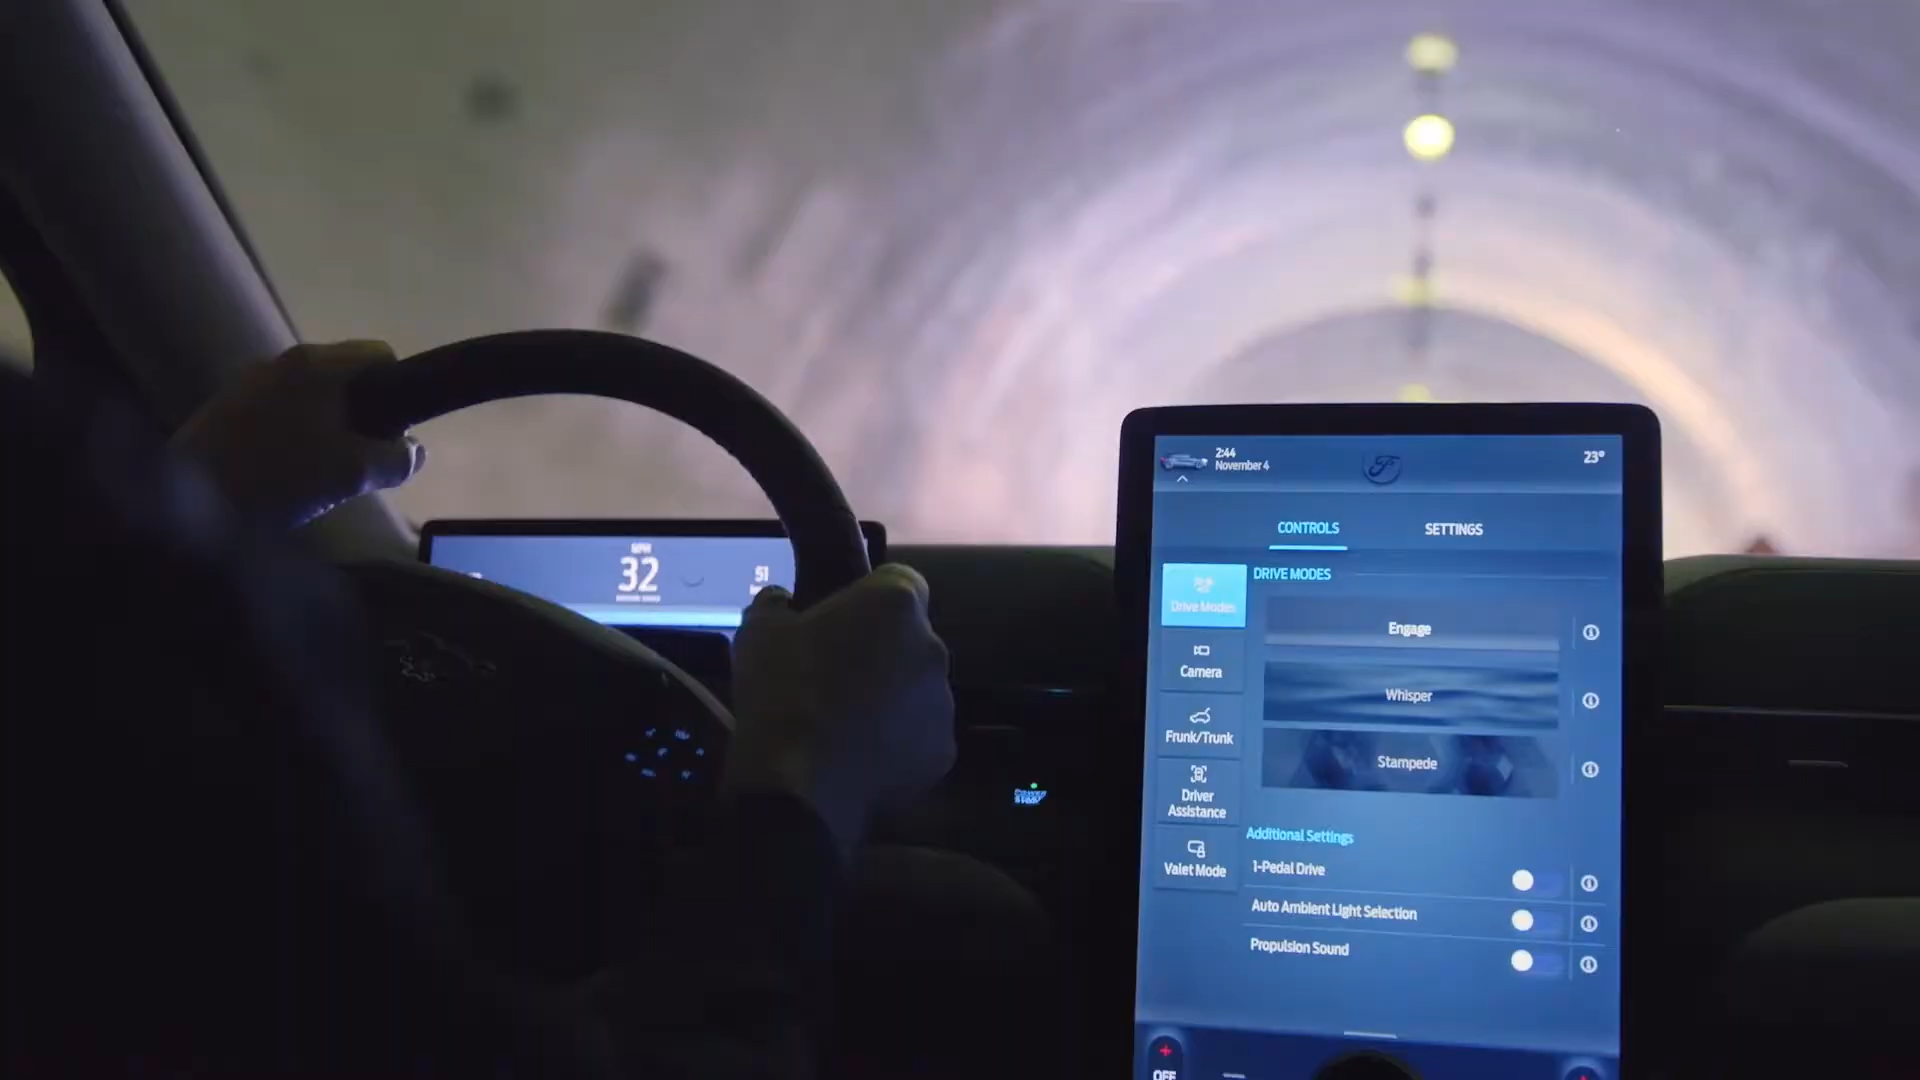 2:44
November 4
23°
CONTROLS
SETTINGS
DRIVE MODES
Drive Modes
Engage
Camera
Whisper
Frunk/Trunk
Stampede
Driver
Assistance
Additional Settings
Valet Mode
1-Pedal Drive
Auto Ambient Light Selection
Propulsion Sound
OFF
MPH
32
51